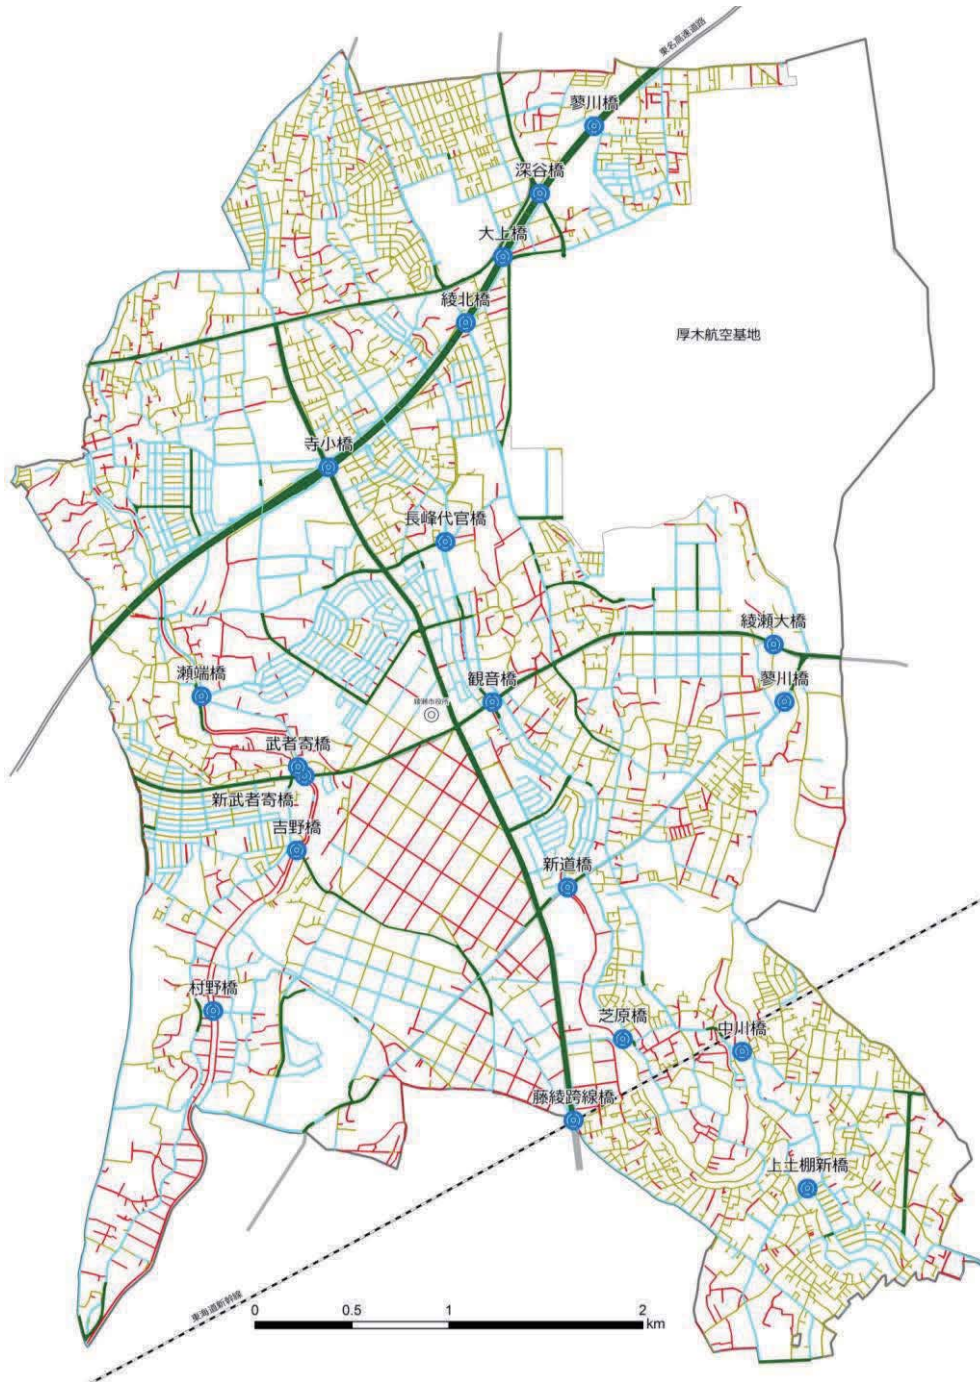 東名高速道路
蓼川橋
深谷橋
大上橋
綾北橋
厚木航空基地
寺小橋
長峰代官橋
綾瀬大橋
瀬端橋
観音橋
蓼川橋
綾瀬市役所
武者寄橋
新武者寄橋
吉野橋
新道橋
村野橋
芝原橋
中川橋
藤綾跨線橋
上土棚新橋
東海道新幹線
0 0.5 1 2
km